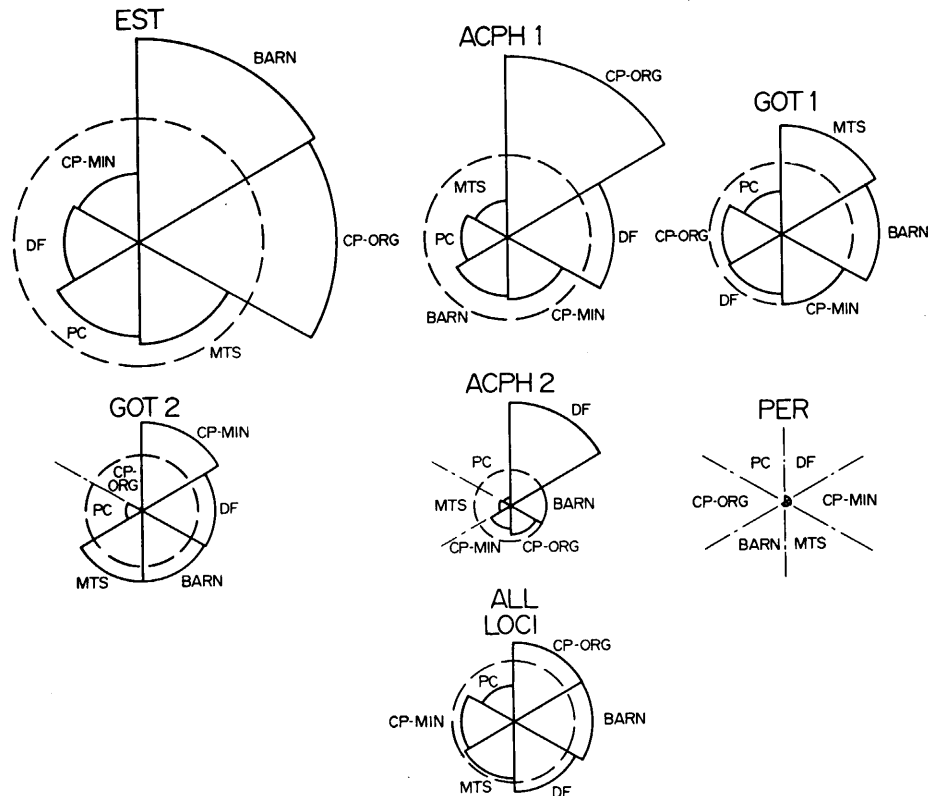 EST
BARN
CP-MIN
DF
CP-ORG
PC
MTS
ACPH 1
CP-ORG
MTS
PC
DF
BARN
CP-MIN
GOT 1
MTS
PC
CP-ORG
BARN
DF
CP-MIN
GOT 2
CP-MIN
CP-
ORG
PC
DF
MTS
BARN
ACPH 2
DF
PC
MTS
BARN
CP-MIN
CP-ORG
PER
PC
DF
CP-ORG
CP-MIN
BARN
MTS
ALL
LOCI
CP-ORG
PC
CP-MIN
BARN
MTS
DF